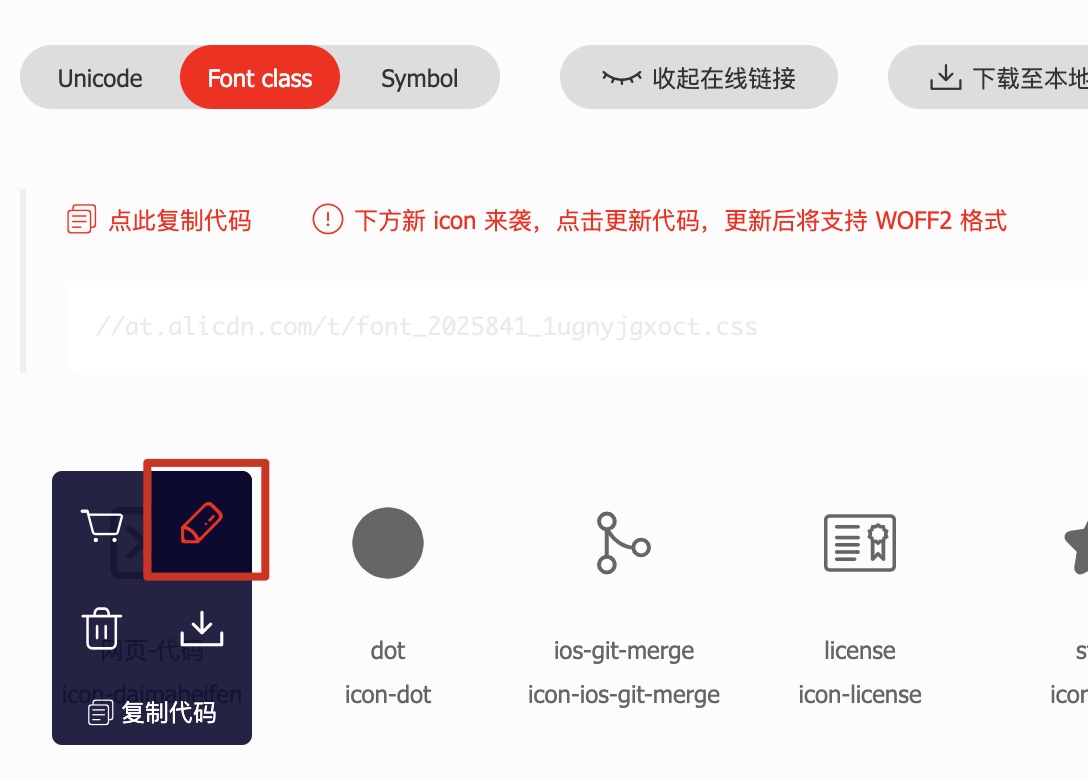 Unicode
Font class
Symbol
收起在线链接
下载至本地
点此复制代码
下方新 icon 来袭，点击更新代码，更新后将支持 WOFF2 格式
//at.alicdn.com/t/font_2025841_1ugnyjgxoct.css
网页-代码
icon-daimaheifen
复制代码
dot
icon-dot
ios-git-merge
icon-ios-git-merge
license
icon-license